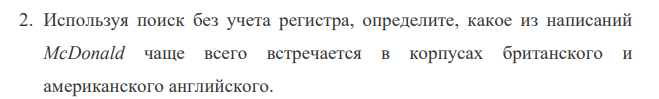 2. Используя поиск без учета регистра, определите, какое из написаний
McDonald чаще всего встречается в корпусах британского и
американского английского.